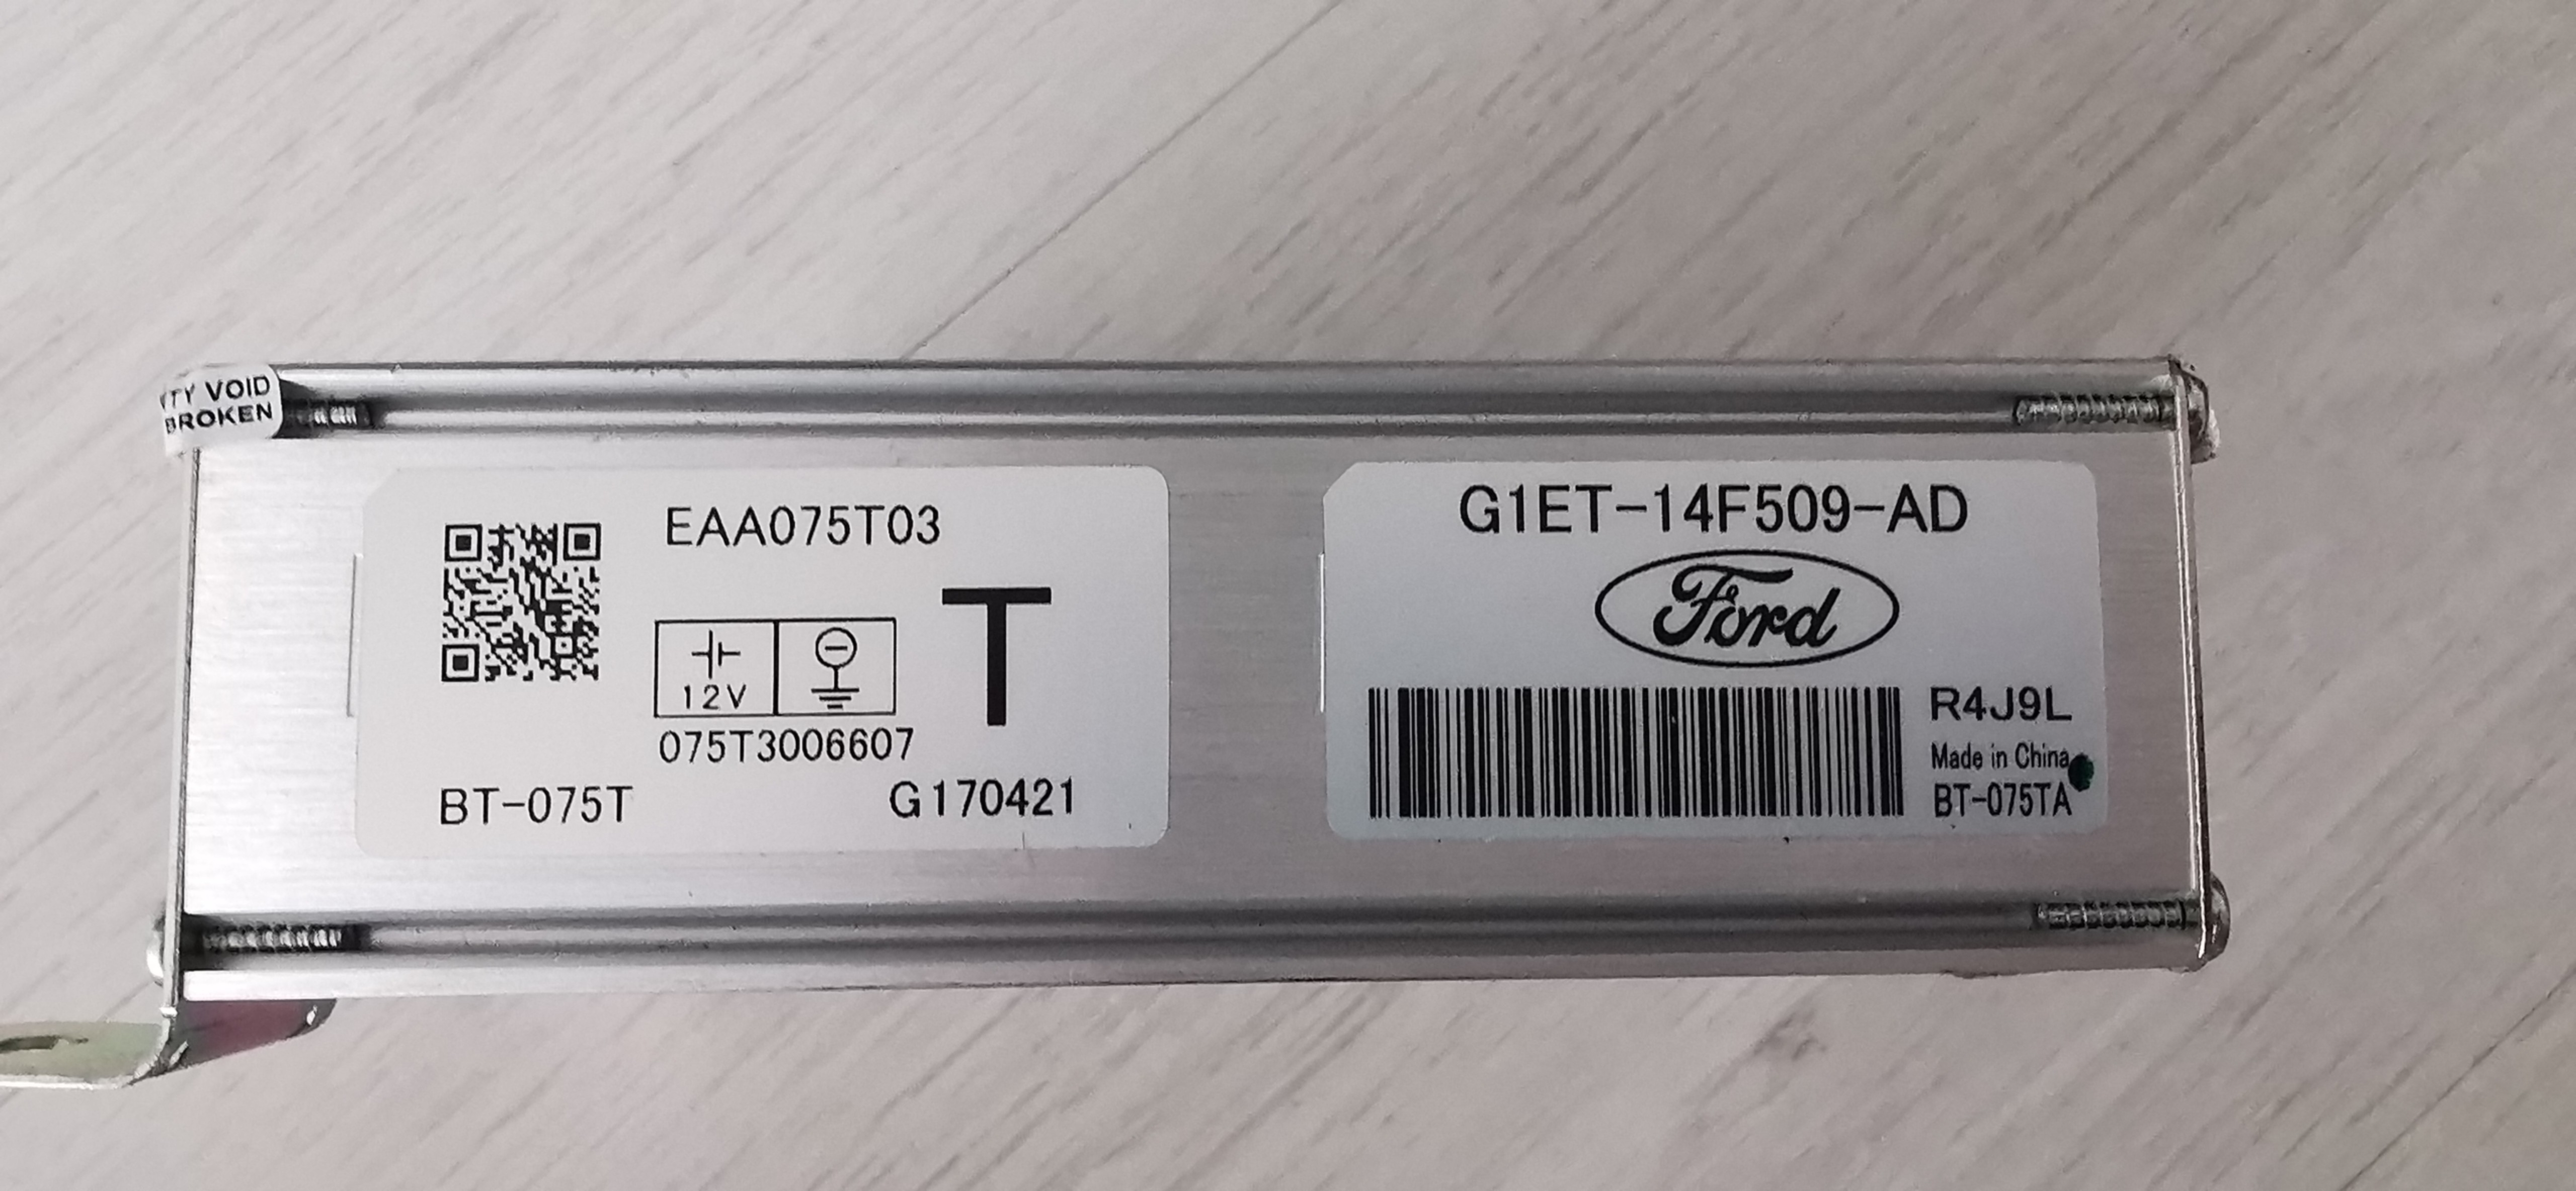 TY VOID
BROKEN
EAA075T03
12V
T
075T3006607
BT-075T
G170421
G1ET-14F509-AD
Ford
R4J9L
Made in China
BT-075TA